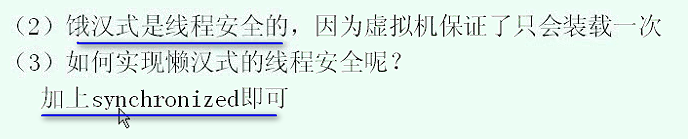 （2）饿汉式是线程安全的，因为虚拟机保证了只会装载一次
（3）如何实现懒汉式的线程安全呢？
加上synchronized即可